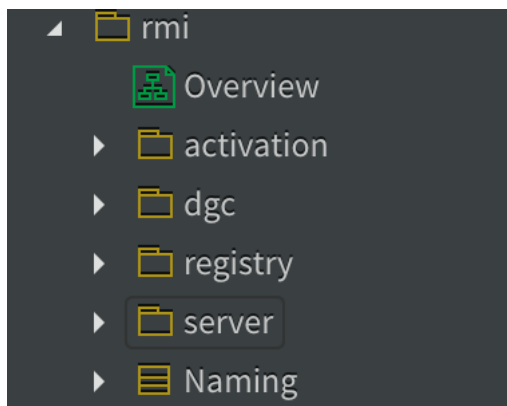 rmi
Overview
activation
dgc
registry
server
Naming